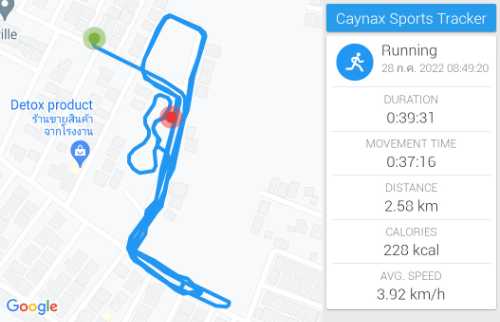 ville
Detox product
ร้านขายสินค้า
จากโรงงาน
Google
Caynax Sports Tracker
Running
28 ก.ค. 2022 08:49:20
DURATION
0:39:31
MOVEMENT TIME
0:37:16
DISTANCE
2.58 km
CALORIES
228 kcal
AVG. SPEED
3.92 km/h